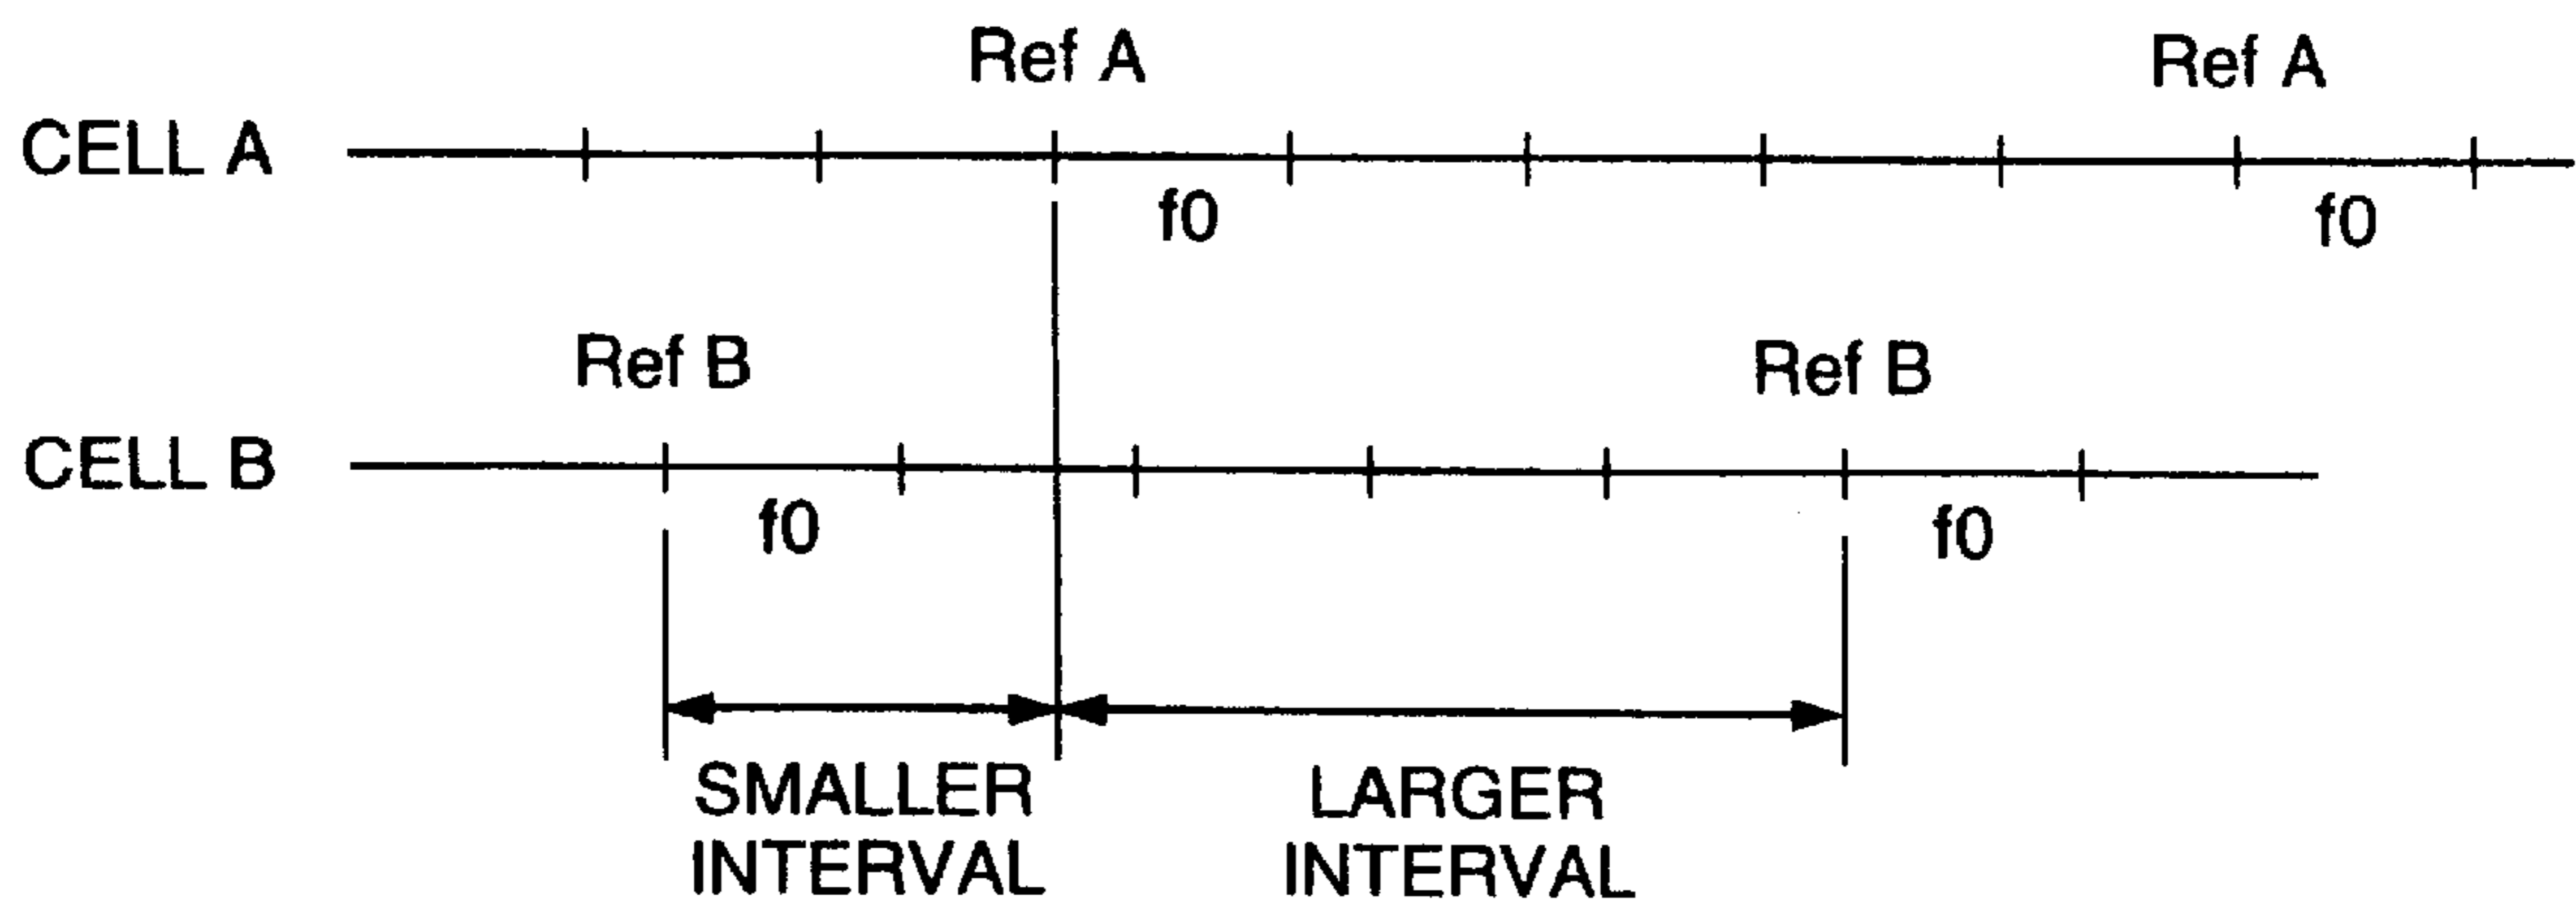 Ref A Ref A
CELL A
f0 f0
Ref B Ref B
CELL B
f0 f0
SMALLER INTERVAL
LARGER INTERVAL